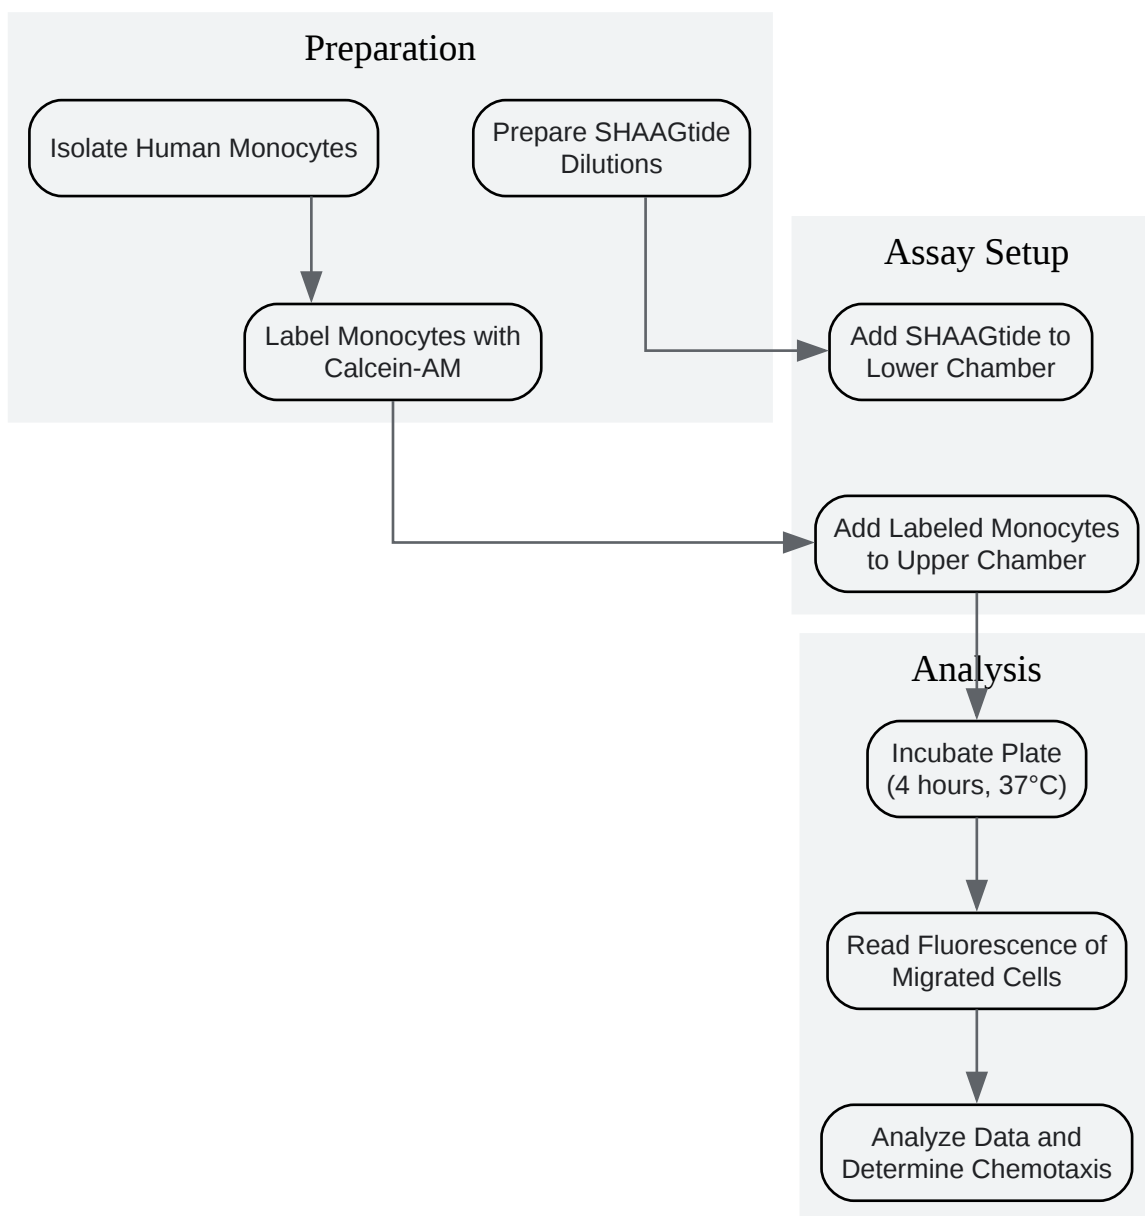 Preparation
Isolate Human Monocytes
Prepare SHAAGtide
Dilutions
Label Monocytes with
Calcein-AM
Assay Setup
Add SHAAGtide to
Lower Chamber
Add Labeled Monocytes
to Upper Chamber
Analysis
Incubate Plate
(4 hours, 37°C)
Read Fluorescence of
Migrated Cells
Analyze Data and
Determine Chemotaxis